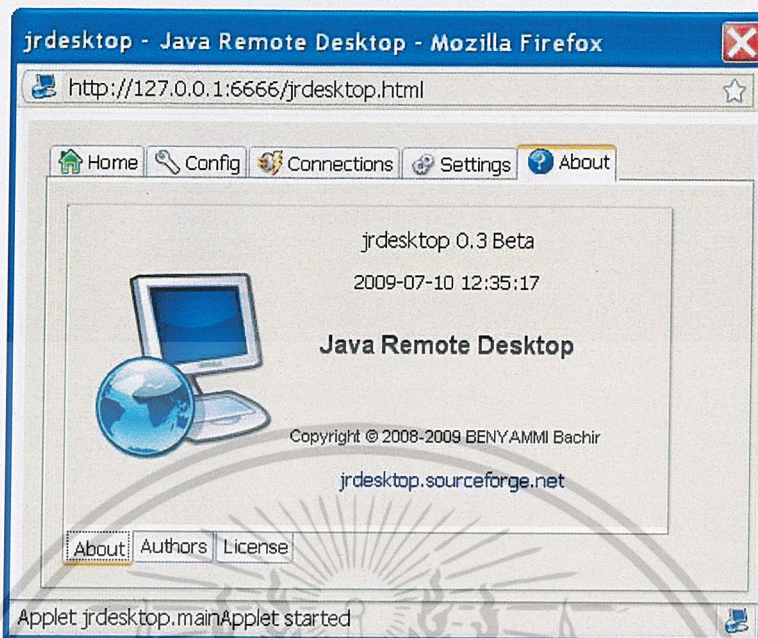 jrdesktop - Java Remote Desktop - Mozilla Firefox
http://127.0.0.1:6666/jrdesktop.html
Home Config Connections Settings About
jrdesktop 0.3 Beta
2009-07-10 12:35:17
Java Remote Desktop
Copyright © 2008-2009 BENYAMMI Bachir
jrdesktop.sourceforge.net
About Authors License
Applet jrdesktop.mainApplet started